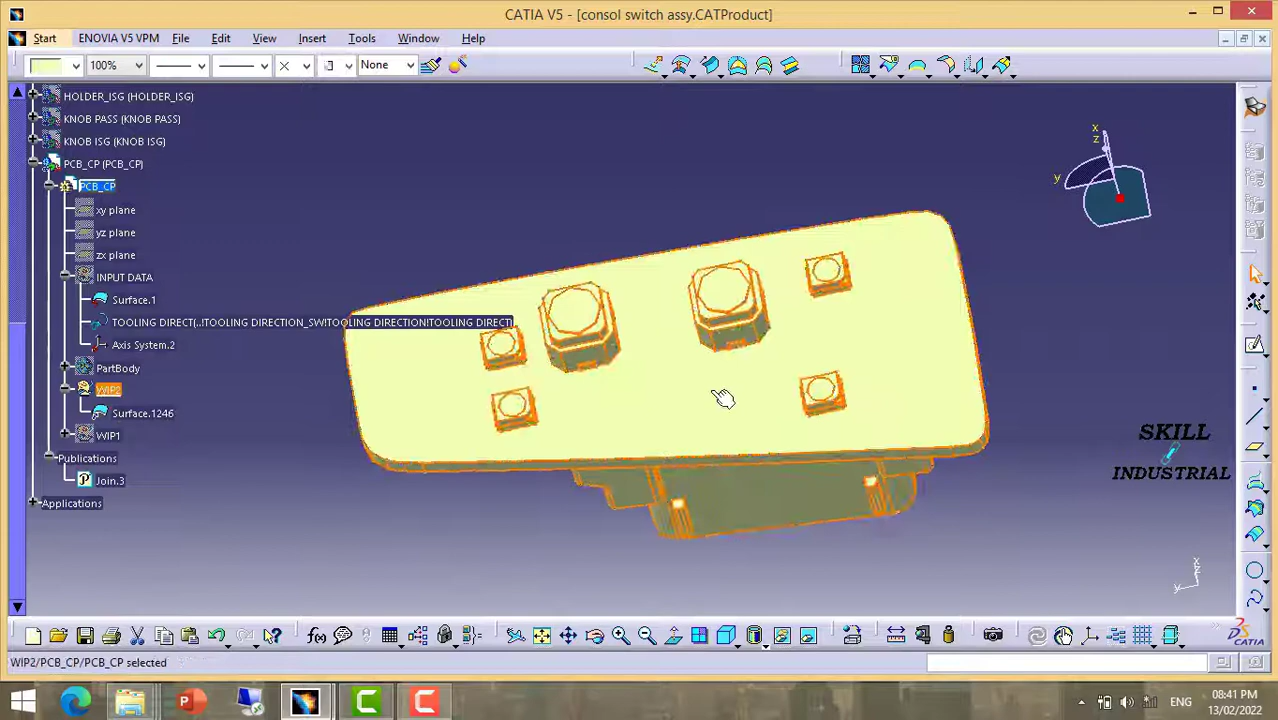 CATIA V5 - [consol switch assy.CATProduct]
Start ENOVIA V5 VPM File Edit View Insert Tools Window Help
100% None
HOLDER_ISG (HOLDER_ISG)
KNOB PASS (KNOB PASS)
KNOB ISG (KNOB ISG)
PCB_CP (PCB_CP)
PCB_CP
xy plane
yz plane
zx plane
INPUT DATA
Surface.1
TOOLING DIRECT(..!TOOLING DIRECTION_SW!TOOLING DIRECTION!TOOLING DIRECT)
Axis System.2
PartBody
WIP2
Surface.1246
WIP1
Publications
Join.3
Applications
x
z
y
SKILL
INDUSTRIAL
x
z
y
CATIA
WIP2/PCB_CP/PCB_CP selected
ENG
08:41 PM
13/02/2022